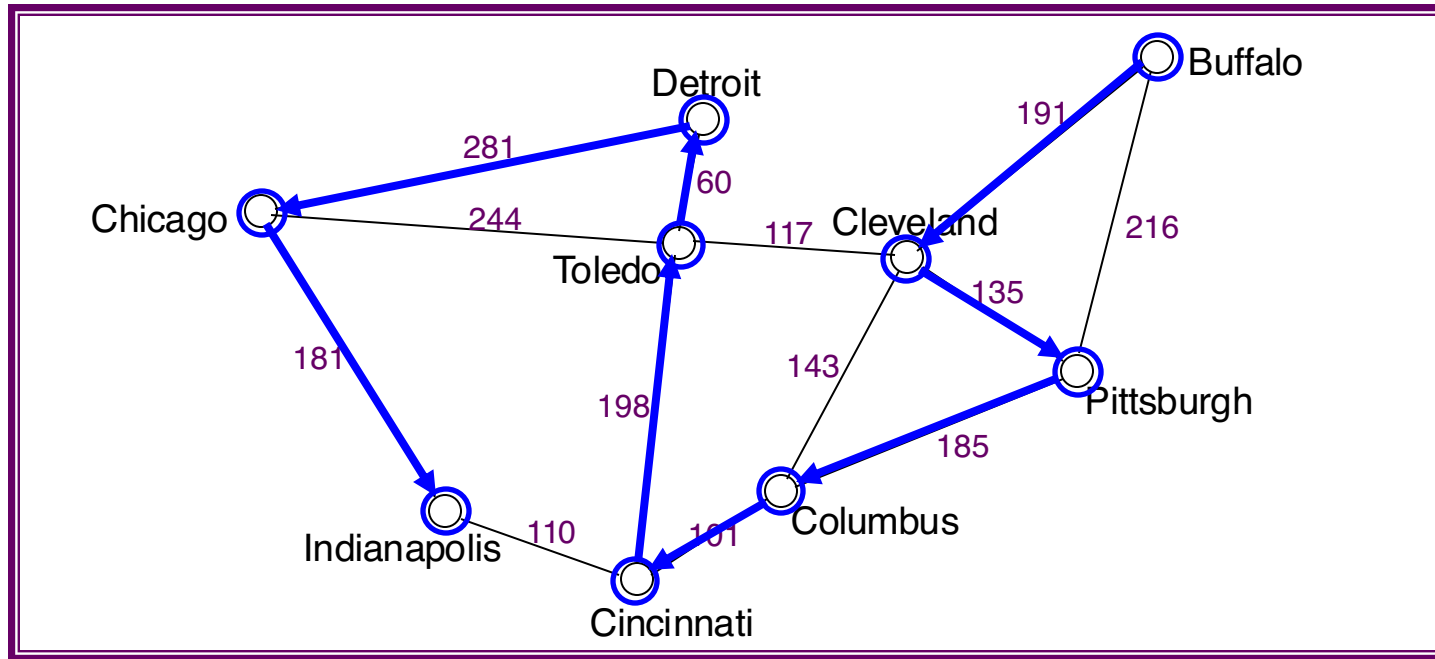 Buffalo
Detroit
191
281
60
Chicago
244
117
Cleveland
216
Toledo
135
181
143
198
Pittsburgh
185
Columbus
110
101
Indianapolis
Cincinnati